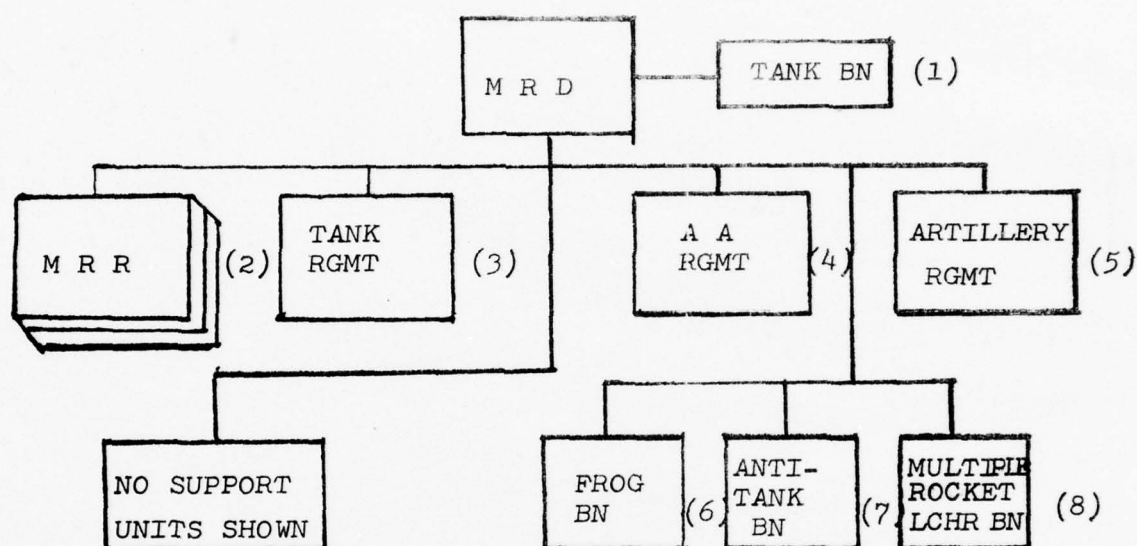 M R D
TANK BN (1)
M R R (2)
TANK
RGMT (3)
A A
RGMT (4)
ARTILLERY
RGMT (5)
NO SUPPORT
UNITS SHOWN
FROG
BN (6)
ANTI-
TANK
BN (7)
MULTIPLE
ROCKET
LCHR BN (8)